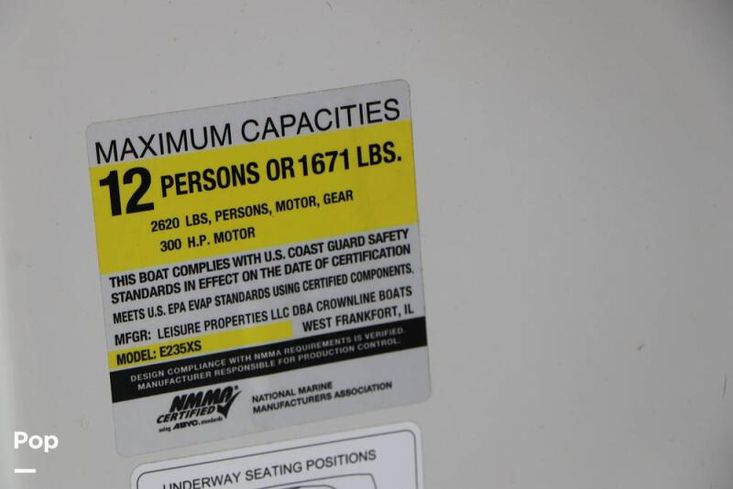 MAXIMUM CAPACITIES
12 PERSONS OR 1671 LBS.
2620 LBS, PERSONS, MOTOR, GEAR
300 H.P. MOTOR
THIS BOAT COMPLIES WITH U.S. COAST GUARD SAFETY
STANDARDS IN EFFECT ON THE DATE OF CERTIFICATION
MEETS U.S. EPA EVAP STANDARDS USING CERTIFIED COMPONENTS.
MFGR: LEISURE PROPERTIES LLC DBA CROWNLINE BOATS
WEST FRANKFORT, IL
MODEL: E235XS
DESIGN COMPLIANCE WITH NMMA REQUIREMENTS IS VERIFIED.
MANUFACTURER RESPONSIBLE FOR PRODUCTION CONTROL.
NMMA
CERTIFIED
using ABYC standards
NATIONAL MARINE
MANUFACTURERS ASSOCIATION
UNDERWAY SEATING POSITIONS
Pop